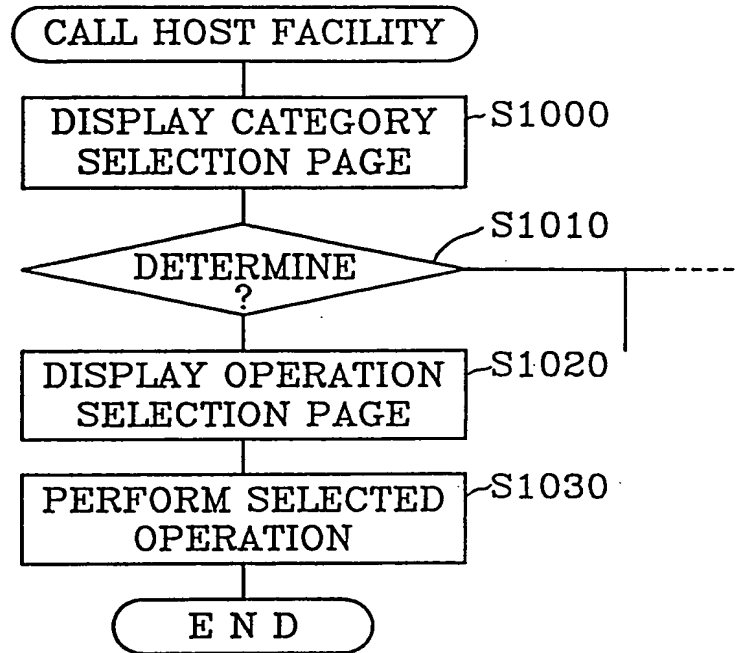 CALL HOST FACILITY
DISPLAY CATEGORY
SELECTION PAGE
S1000
DETERMINE
?
S1010
DISPLAY OPERATION
SELECTION PAGE
S1020
PERFORM SELECTED
OPERATION
S1030
END